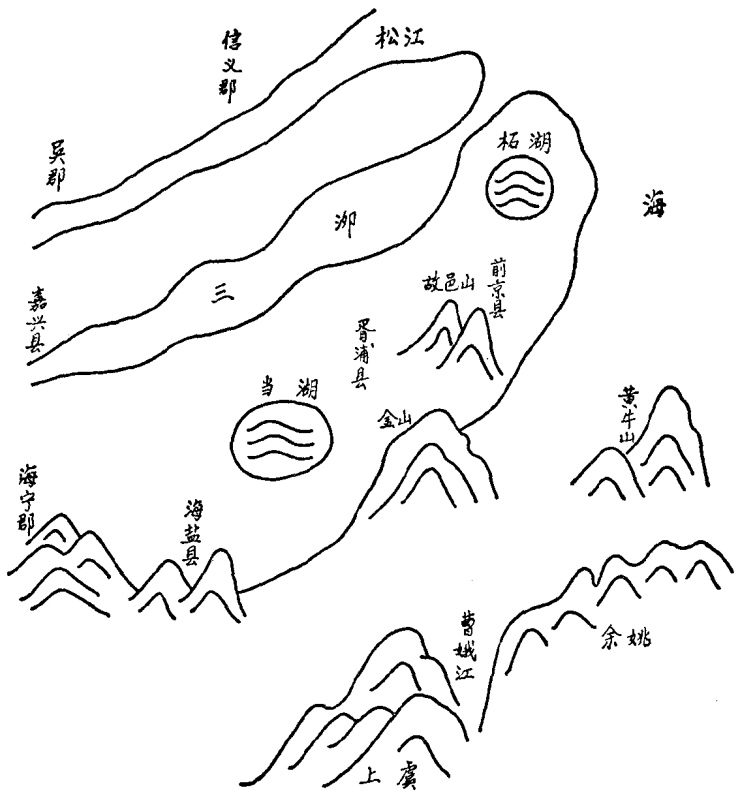 松江
信义郡
吴郡
柘湖
海
泖
三
嘉兴县
故邑山
前京县
胥浦县
当湖
金山
黄牛山
海宁郡
海盐县
曹娥江
余姚
上虞